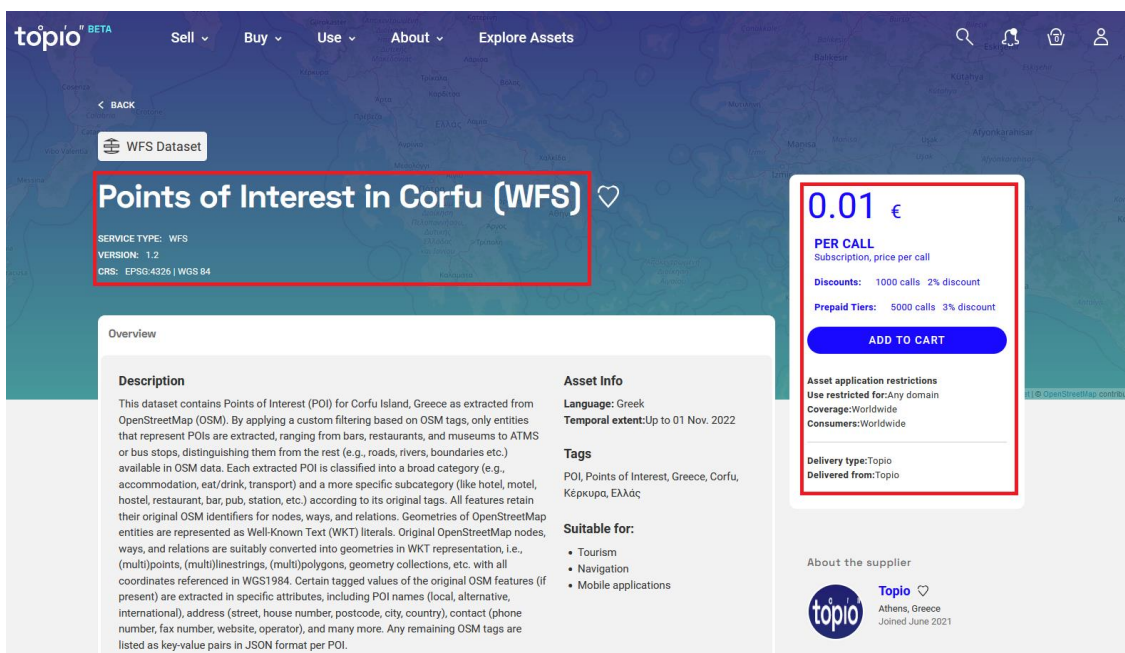 topio" BETA
Sell
Buy
Use
About
Explore Assets
0
< BACK
WFS Dataset
Points of Interest in Corfu (WFS)
SERVICE TYPE: WFS
VERSION: 1.2
CRS: EPSG:4326 | WGS 84
0.01 €
PER CALL
Subscription, price per call
Discounts: 1000 calls 2% discount
Prepaid Tiers: 5000 calls 3% discount
ADD TO CART
Asset application restrictions
Use restricted for:Any domain
Coverage:Worldwide
Consumers:Worldwide
Delivery type:Topio
Delivered from:Topio
© OpenStreetMap
Overview
Description
This dataset contains Points of Interest (POI) for Corfu Island, Greece as extracted from
OpenStreetMap (OSM). By applying a custom filtering based on OSM tags, only entities
that represent POIs are extracted, ranging from bars, restaurants, and museums to ATMS
or bus stops, distinguishing them from the rest (e.g., roads, rivers, boundaries etc.)
available in OSM data. Each extracted POI is classified into a broad category (e.g.,
accommodation, eat/drink, transport) and a more specific subcategory (like hotel, motel,
hostel, restaurant, bar, pub, station, etc.) according to its original tags. All features retain
their original OSM identifiers for nodes, ways, and relations. Geometries of OpenStreetMap
entities are represented as Well-Known Text (WKT) literals. Original OpenStreetMap nodes,
ways, and relations are suitably converted into geometries in WKT representation, i.e.,
(multi)points, (multi)linestrings, (multi)polygons, geometry collections, etc. with all
coordinates referenced in WGS1984. Certain tagged values of the original OSM features (if
present) are extracted in specific attributes, including POI names (local, alternative,
international), address (street, house number, postcode, city, country), contact (phone
number, fax number, website, operator), and many more. Any remaining OSM tags are
listed as key-value pairs in JSON format per POI.
Asset Info
Language: Greek
Temporal extent:Up to 01 Nov. 2022
Tags
POI, Points of Interest, Greece, Corfu,
Κέρκυρα, Ελλάς
Suitable for:
• Tourism
• Navigation
• Mobile applications
About the supplier
topio"
Topio
Athens, Greece
Joined June 2021